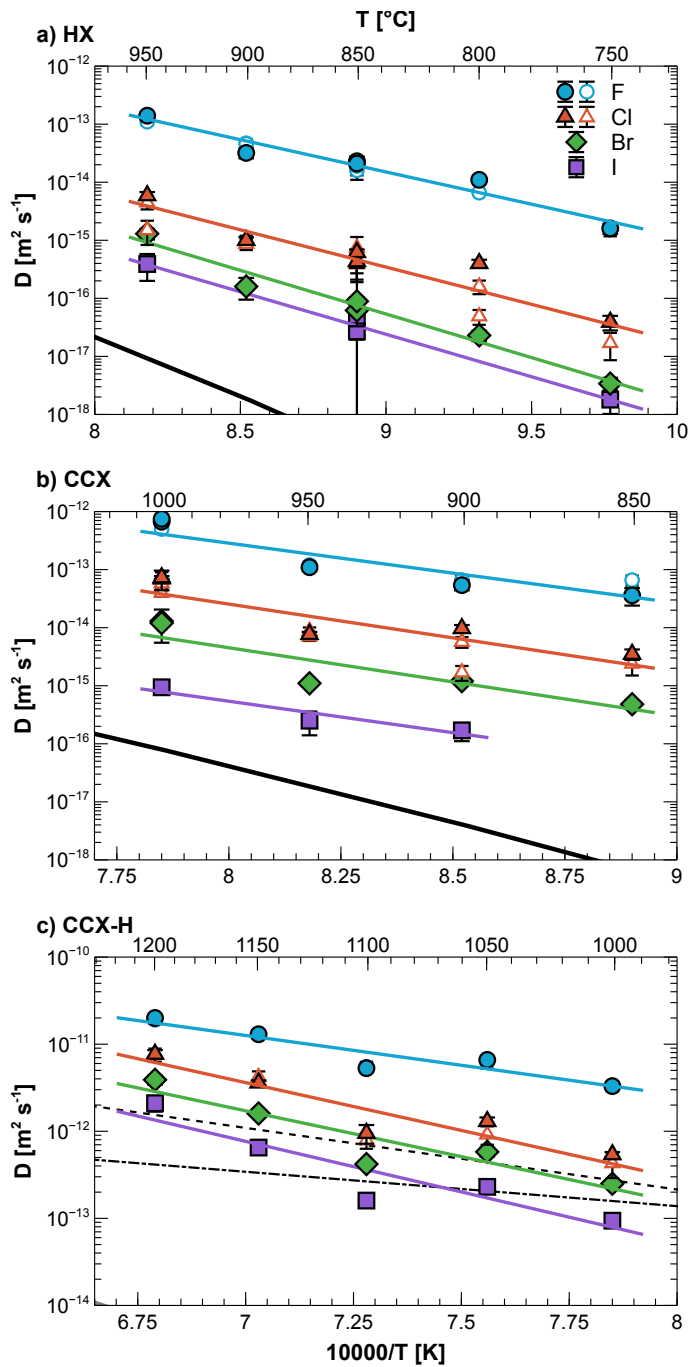 T [°C]
a) HX
950 900 850 800 750
10⁻¹²
F
Cl
Br
I
10⁻¹³
10⁻¹⁴
10⁻¹⁵
10⁻¹⁶
10⁻¹⁷
10⁻¹⁸
D [m² s⁻¹]
8 8.5 9 9.5 10
b) CCX
1000 950 900 850
10⁻¹²
10⁻¹³
10⁻¹⁴
10⁻¹⁵
10⁻¹⁶
10⁻¹⁷
10⁻¹⁸
D [m² s⁻¹]
7.75 8 8.25 8.5 8.75 9
c) CCX-H
1200 1150 1100 1050 1000
10⁻¹⁰
10⁻¹¹
10⁻¹²
10⁻¹³
10⁻¹⁴
D [m² s⁻¹]
6.75 7 7.25 7.5 7.75 8
10000/T [K]